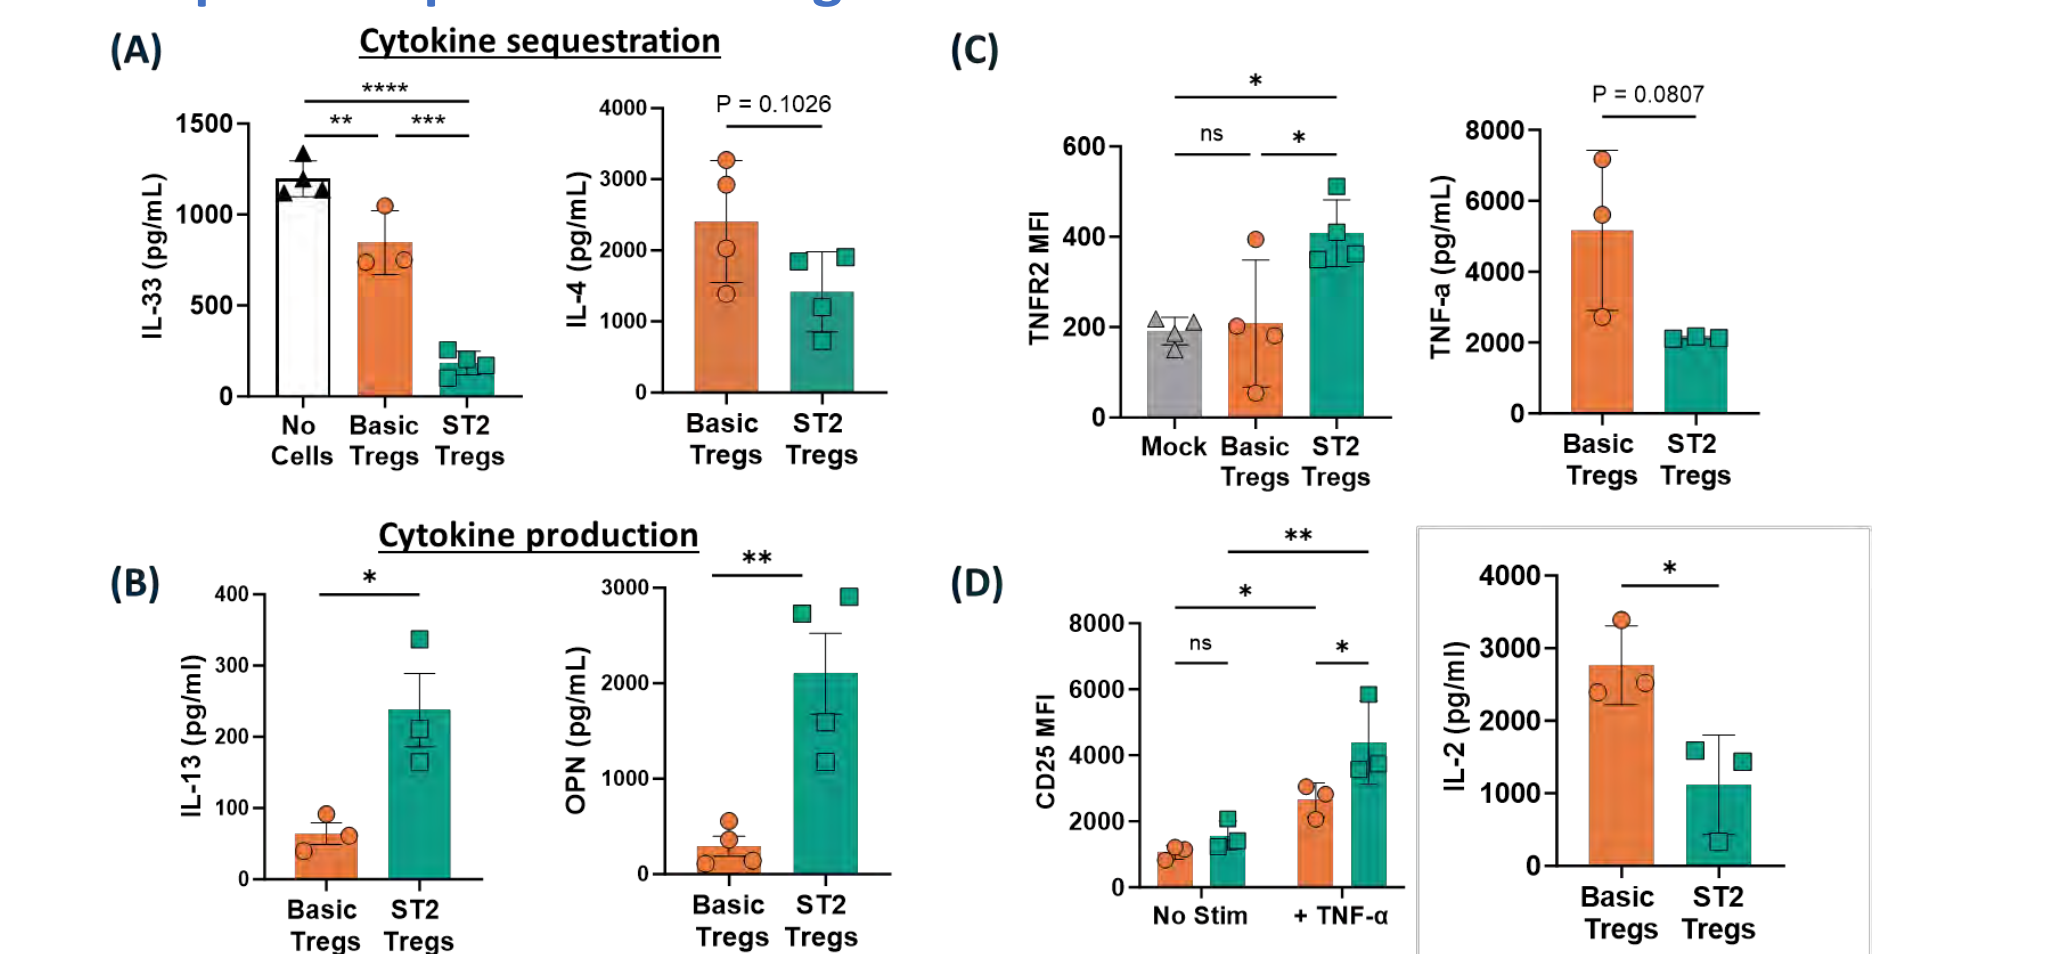 (A)
Cytokine sequestration
****
**
***
1500
1000
500
0
IL-33 (pg/mL)
No Cells
Basic Tregs
ST2 Tregs
P = 0.1026
4000
3000
2000
1000
0
IL-4 (pg/mL)
Basic Tregs
ST2 Tregs
(B)
Cytokine production
*
400
300
200
100
0
IL-13 (pg/ml)
Basic Tregs
ST2 Tregs
**
3000
2000
1000
0
OPN (pg/mL)
Basic Tregs
ST2 Tregs
(C)
*
ns
*
600
400
200
0
TNFR2 MFI
Mock
Basic Tregs
ST2 Tregs
P = 0.0807
8000
6000
4000
2000
0
TNF-a (pg/mL)
Basic Tregs
ST2 Tregs
(D)
**
*
ns
*
8000
6000
4000
2000
0
CD25 MFI
No Stim
+ TNF-α
*
4000
3000
2000
1000
0
IL-2 (pg/ml)
Basic Tregs
ST2 Tregs